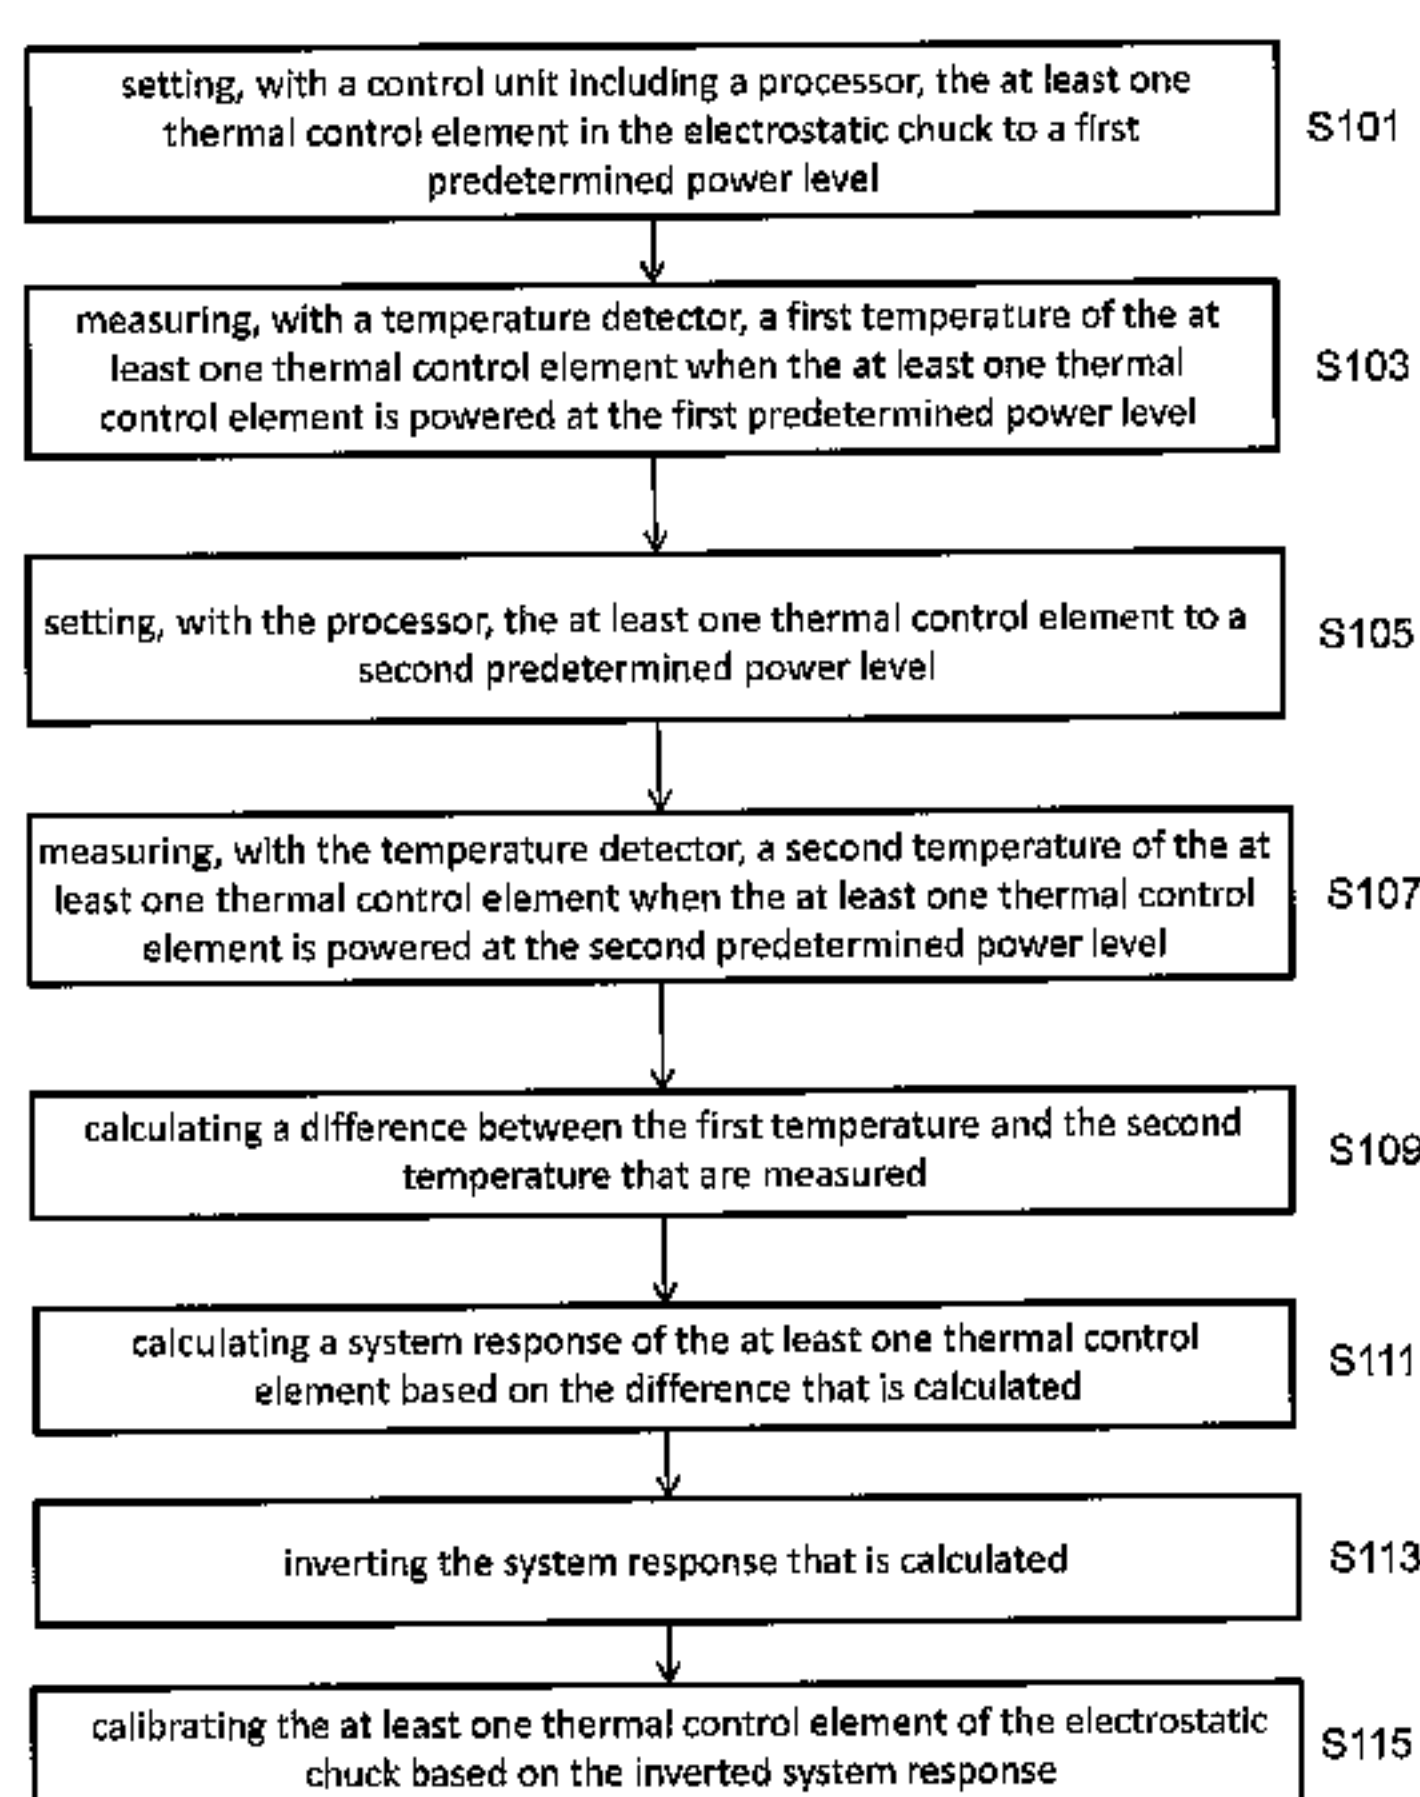 setting, with a control unit including a processor, the at least one
thermal control element in the electrostatic chuck to a first
predetermined power level
S101
measuring, with a temperature detector, a first temperature of the at
least one thermal control element when the at least one thermal
control element is powered at the first predetermined power level
S103
setting, with the processor, the at least one thermal control element to a
second predetermined power level
S105
measuring, with the temperature detector, a second temperature of the at
least one thermal control element when the at least one thermal control
element is powered at the second predetermined power level
S107
calculating a difference between the first temperature and the second
temperature that are measured
S109
calculating a system response of the at least one thermal control
element based on the difference that is calculated
S111
inverting the system response that is calculated
S113
calibrating the at least one thermal control element of the electrostatic
chuck based on the inverted system response
S115